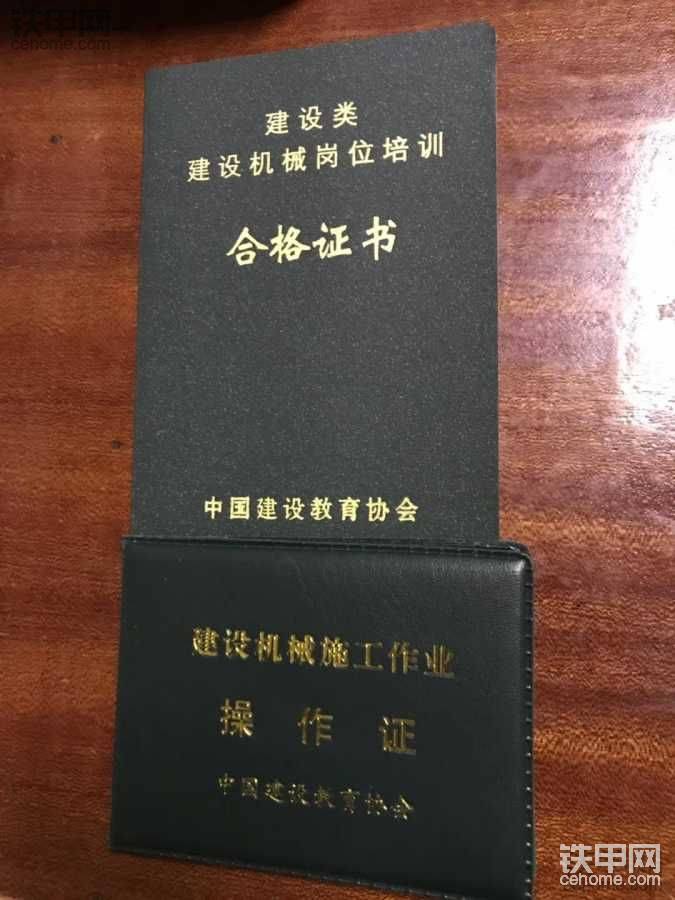 铁甲网
cehome.com
建设类
建设机械岗位培训
合格证书
中国建设教育协会
建设机械施工作业
操作证
中国建设教育协会
铁甲网
cehome.com